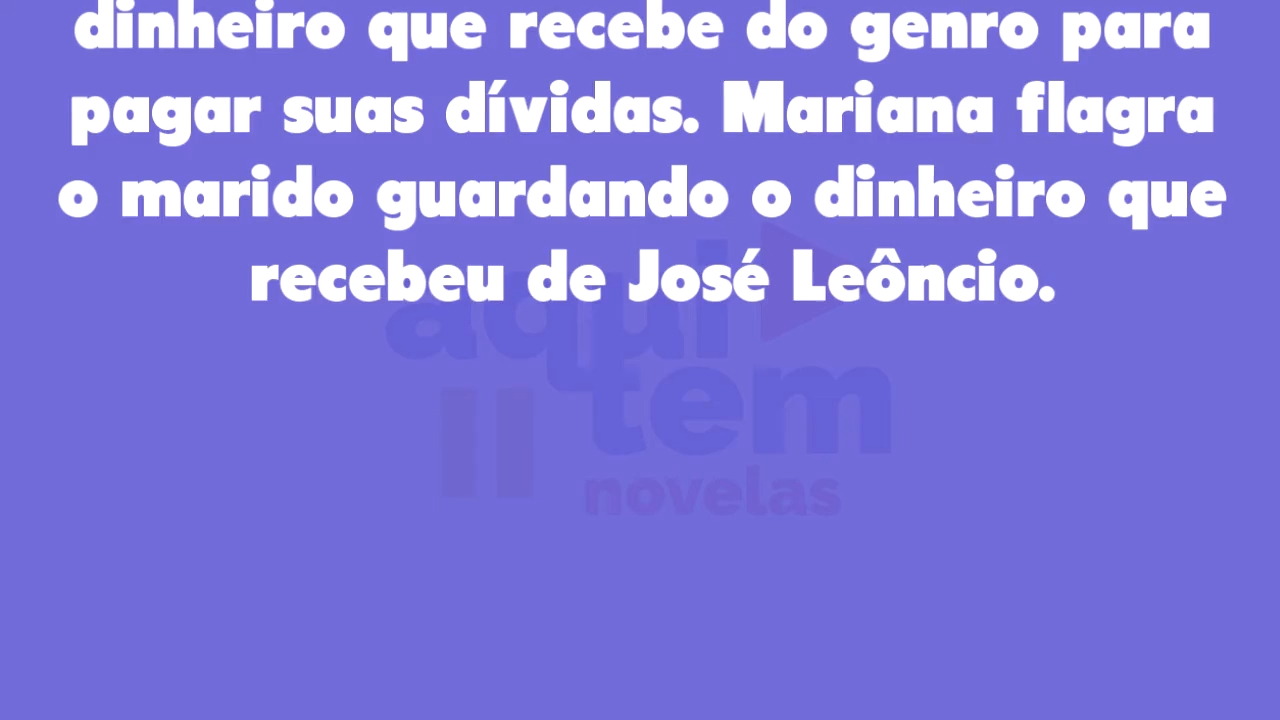 dinheiro que recebe do genro para
pagar suas dívidas. Mariana flagra
o marido guardando o dinheiro que
recebeu de José Leôncio.
aqui
tem
novelas